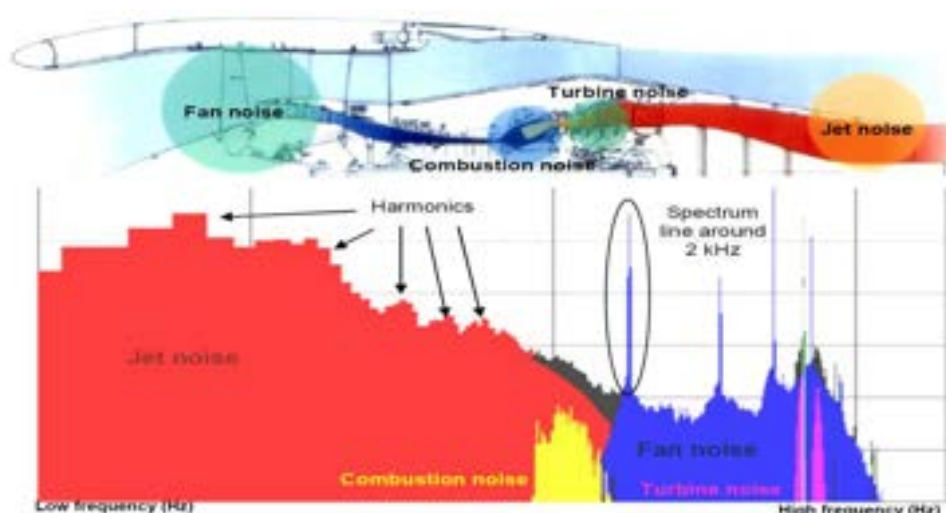 Turbine noise
Fan noise
Jet noise
Combustion noise
Harmonics
Spectrum
line around
2 kHz
Jet noise
Fan noise
Combustion noise
Turbine noise
Low frequency (Hz)
High frequency (Hz)